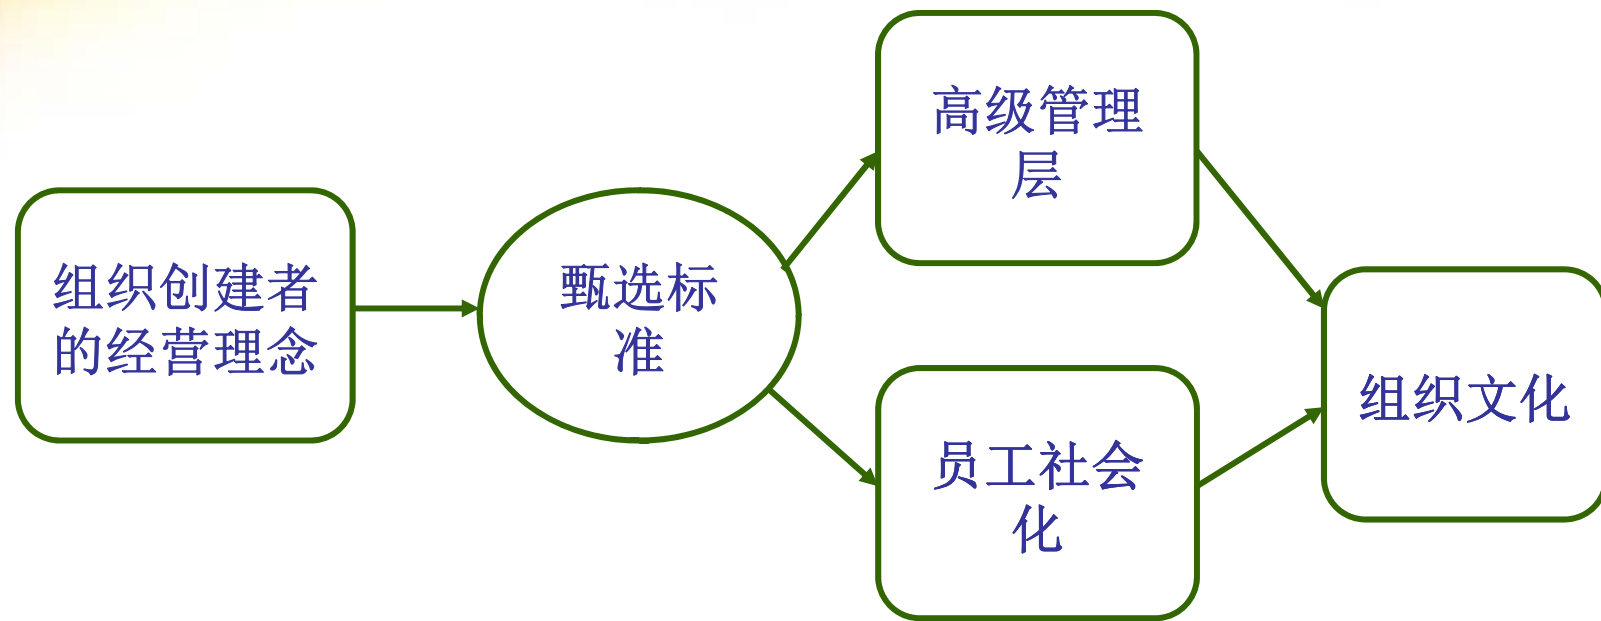 组织创建者
的经营理念
甄选标
准
高级管理
层
员工社会
化
组织文化